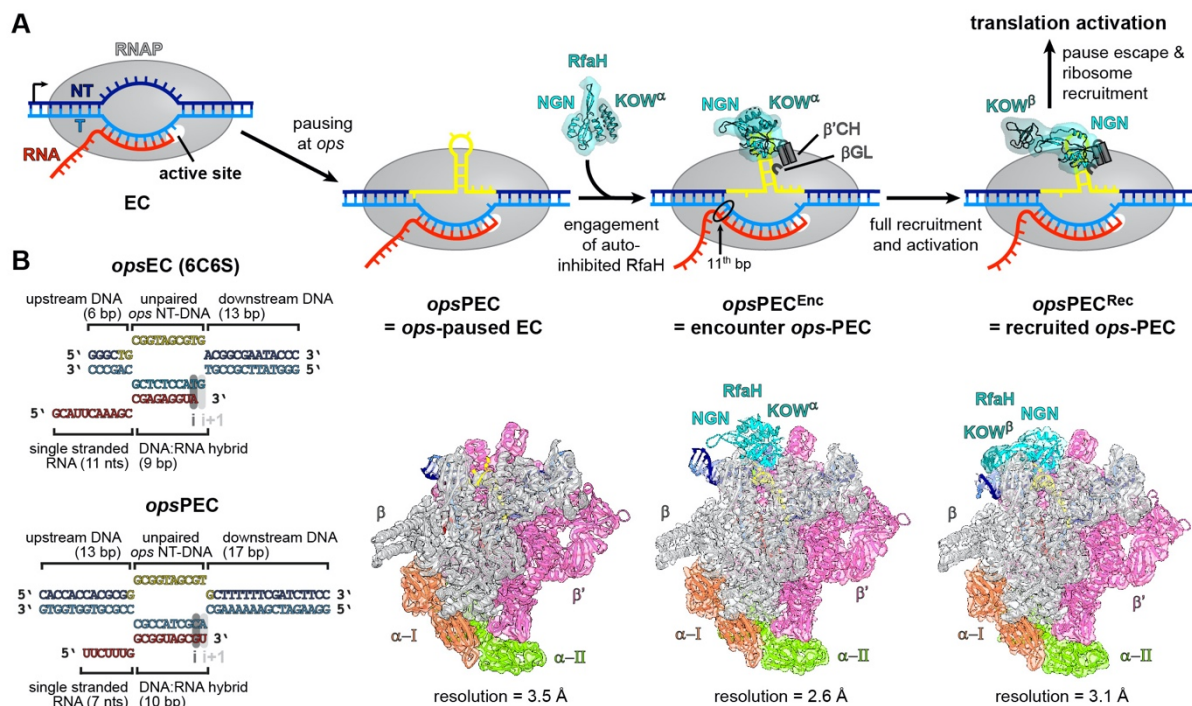 A
RNAP
NT
T
RNA
active site
EC
pausing
at ops
RfaH
NGN
KOWα
engagement
of auto-
inhibited RfaH
NGN
KOWα
β'CH
βGL
11th bp
full recruitment
and activation
translation activation
pause escape &
ribosome
recruitment
KOWβ
NGN
opsPEC
= ops-paused EC
opsPECEnc
= encounter ops-PEC
opsPECRec
= recruited ops-PEC
B
opsEC (6C6S)
upstream DNA
(6 bp)
unpaired
ops NT-DNA
downstream DNA
(13 bp)
CGGTAGCGTG
5' GGGCTG ACGGCGAATACCC 3'
3' CCCGAC TGCCGCTTATGGG 5'
GCTCTCCATG
CGAGAGGUA 3'
5' GCAUUCAAAGC
i i+1
single stranded
RNA (11 nts)
DNA:RNA hybrid
(9 bp)
opsPEC
upstream DNA
(13 bp)
unpaired
ops NT-DNA
downstream DNA
(17 bp)
GCGGTAGCGT
5' CACCACCACGCGG GCTTTTTTCGATCTTCC 3'
3' GTGGTGGTGCGCC CGAAAAAAGCTAGAAGG 5'
CGCCATCGCA
GCGGUAGCGU 3'
5' UUCUUUG
i i+1
single stranded
RNA (7 nts)
DNA:RNA hybrid
(10 bp)
β
β'
α-I
α-II
resolution = 3.5 Å
RfaH
NGN
KOWα
β
β'
α-I
α-II
resolution = 2.6 Å
RfaH
NGN
KOWβ
β
β'
α-I
α-II
resolution = 3.1 Å